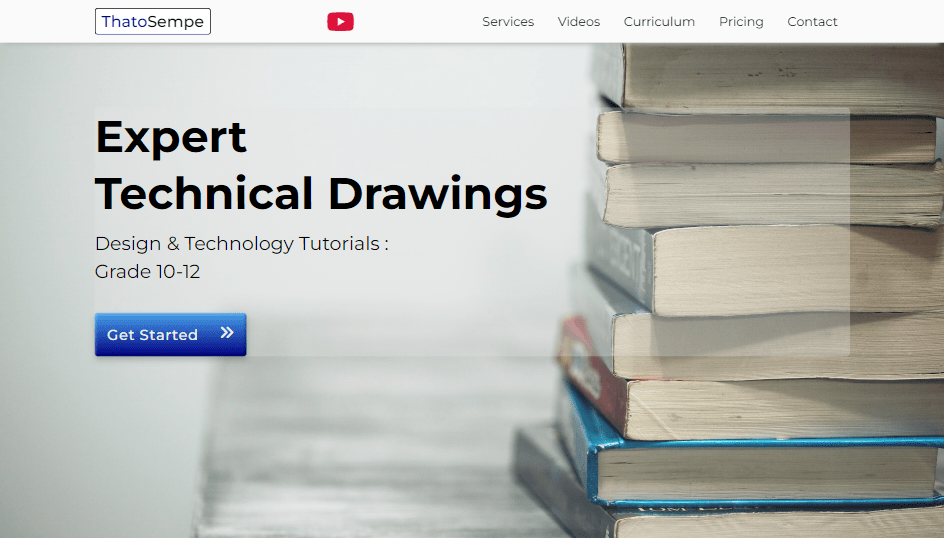 ThatoSempe
Services Videos Curriculum Pricing Contact
Expert
Technical Drawings
Design & Technology Tutorials :
Grade 10-12
Get Started »